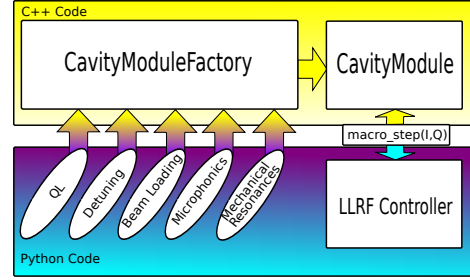 C++ Code
CavityModuleFactory
CavityModule
macro_step(I,Q)
QL
Detuning
Beam Loading
Microphonics
Mechanical
Resonances
LLRF Controller
Python Code